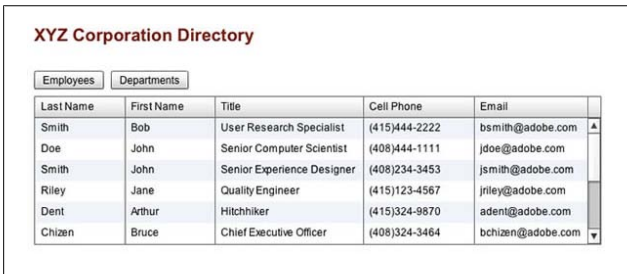 XYZ Corporation Directory
Employees Departments
Last Name First Name Title Cell Phone Email
Smith Bob User Research Specialist (415)444-2222 bsmith@adobe.com
Doe John Senior Computer Scientist (408)444-1111 jdoe@adobe.com
Smith John Senior Experience Designer (408)234-3453 jsmith@adobe.com
Riley Jane Quality Engineer (415)123-4567 jriley@adobe.com
Dent Arthur Hitchhiker (415)324-9870 adent@adobe.com
Chizen Bruce Chief Executive Officer (408)324-3464 bchizen@adobe.com